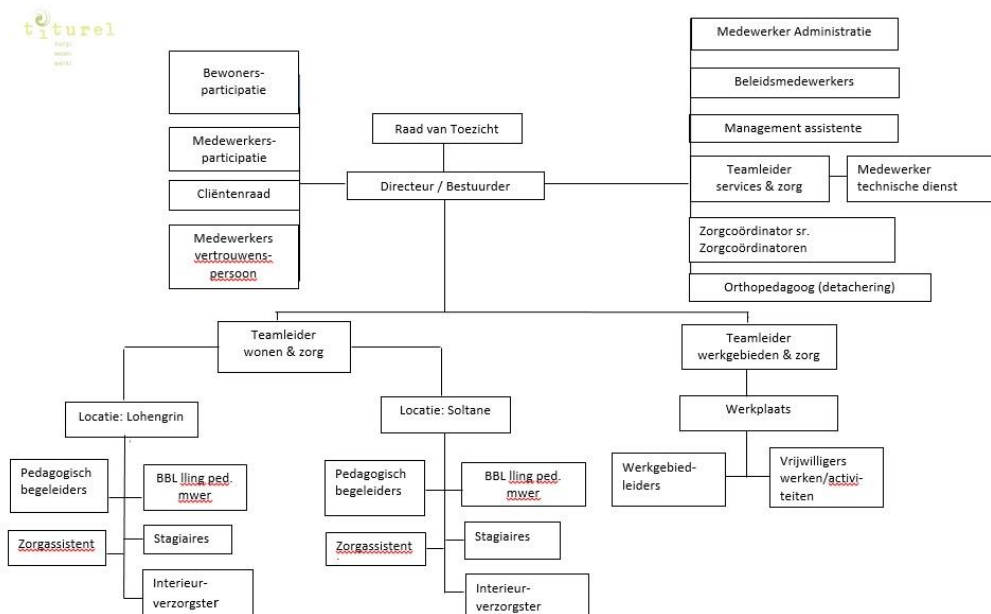 titurel
zorgt
woont
werkt
Bewoners-
participatie
Medewerkers-
participatie
Cliëntenraad
Medewerkers
vertrouwens-
persoon
Raad van Toezicht
Directeur / Bestuurder
Medewerker Administratie
Beleidsmedewerkers
Management assistente
Teamleider
services & zorg
Medewerker
technische dienst
Zorgcoördinator sr.
Zorgcoördinatoren
Orthopedagoog (detachering)
Teamleider
wonen & zorg
Teamleider
werkgebieden & zorg
Locatie: Lohengrin
Pedagogisch
begeleiders
BBL lling ped.
mwer
Zorgassistent
Stagiaires
Interieur-
verzorgster
Locatie: Soltane
Pedagogisch
begeleiders
BBL lling ped.
mwer
Zorgassistent
Stagiaires
Interieur-
verzorgster
Werkplaats
Werkgebied-
leiders
Vrijwilligers
werken/activi-
teiten